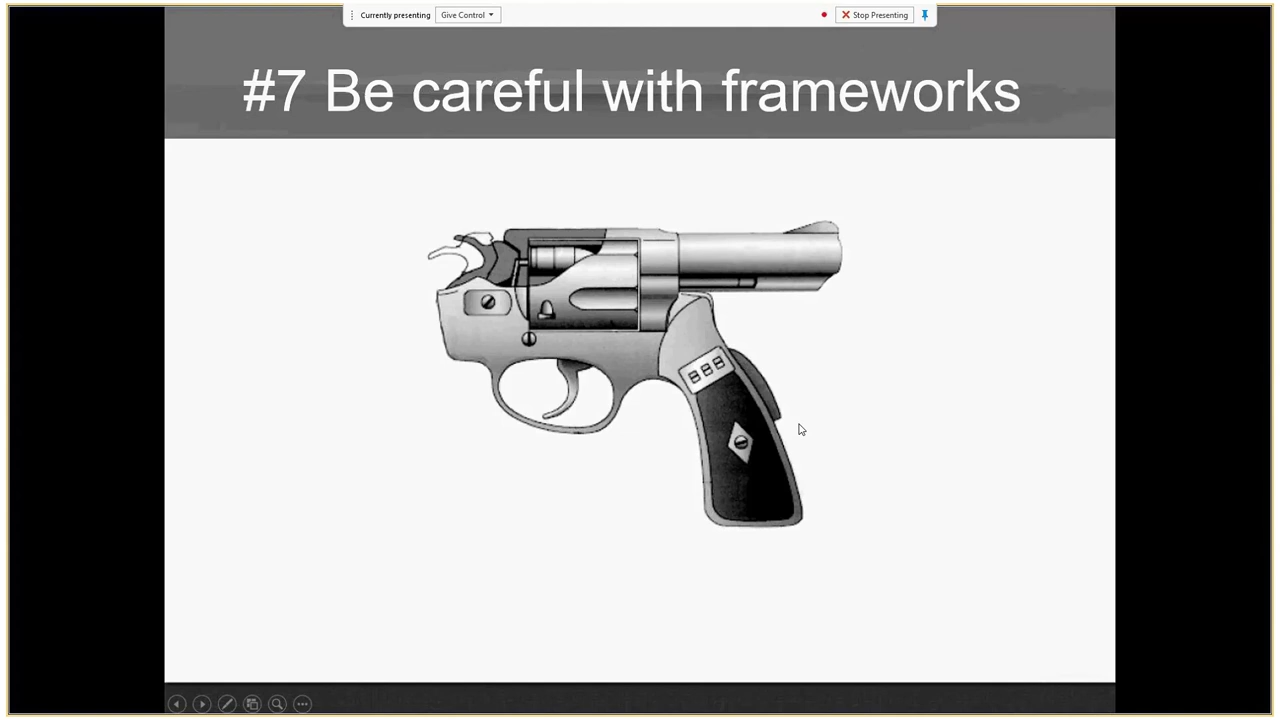 Currently presenting Give Control Stop Presenting
#7 Be careful with frameworks